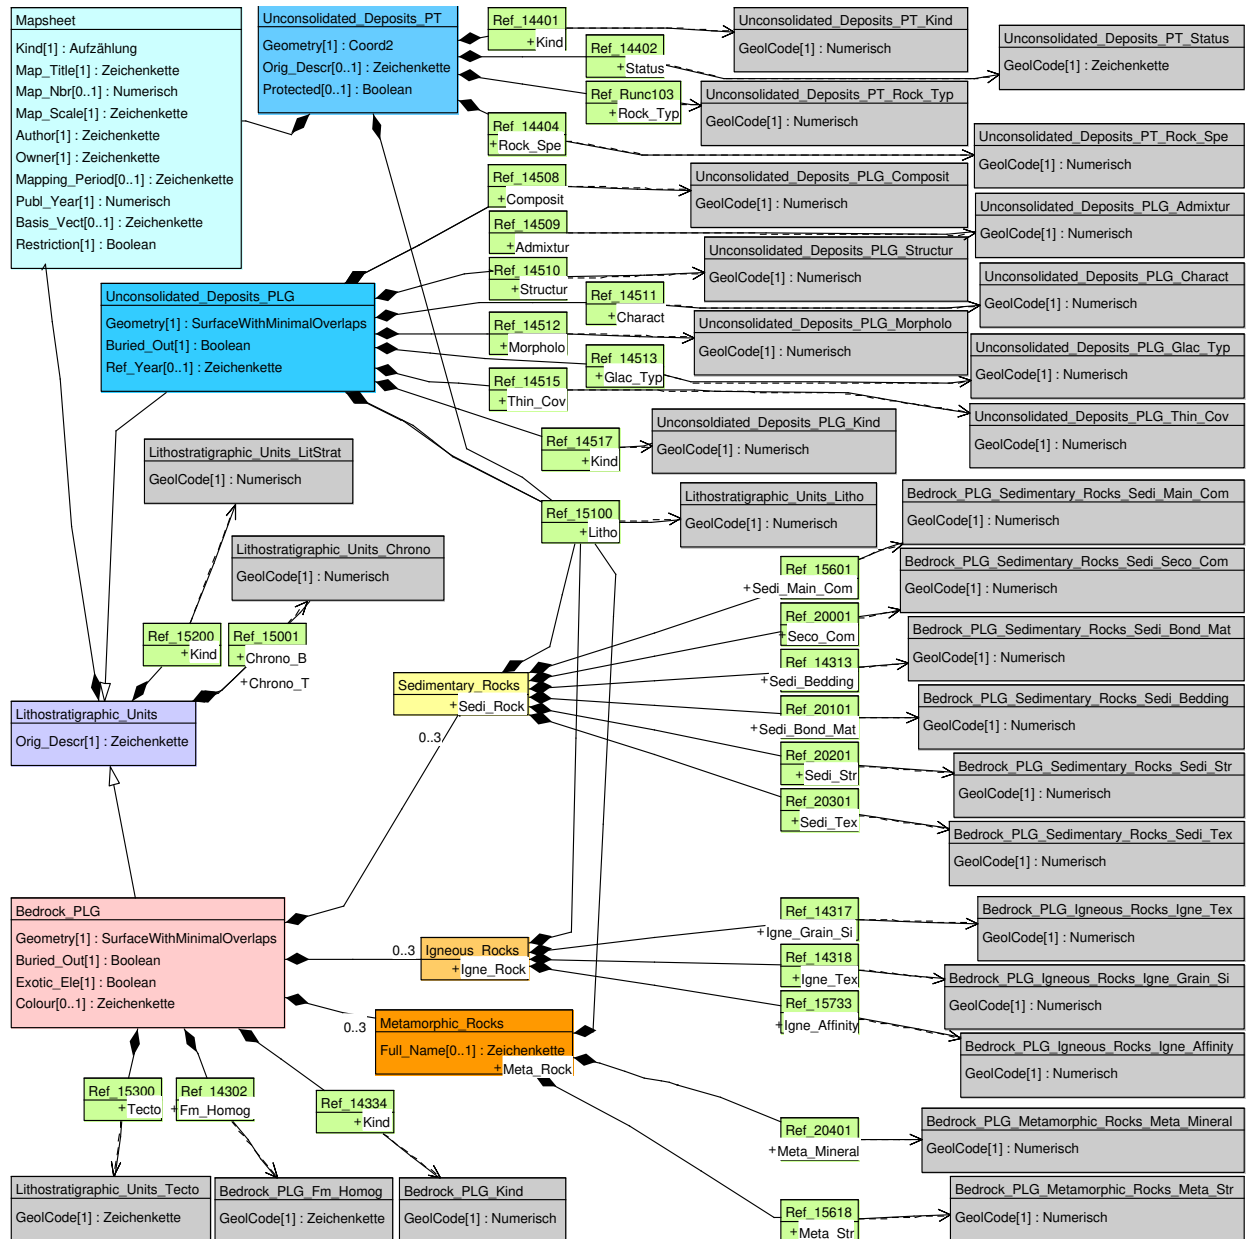 Mapsheet
Kind[1] : Aufzählung
Map_Title[1] : Zeichenkette
Map_Nbr[0..1] : Numerisch
Map_Scale[1] : Zeichenkette
Author[1] : Zeichenkette
Owner[1] : Zeichenkette
Mapping_Period[0..1] : Zeichenkette
Publ_Year[1] : Numerisch
Basis_Vect[0..1] : Zeichenkette
Restriction[1] : Boolean
Unconsolidated_Deposits_PT
Geometry[1] : Coord2
Orig_Descr[0..1] : Zeichenkette
Protected[0..1] : Boolean
Ref_14401
+Kind
Unconsolidated_Deposits_PT_Kind
GeolCode[1] : Numerisch
Ref_14402
+Status
Unconsolidated_Deposits_PT_Status
GeolCode[1] : Zeichenkette
Ref_Runc103
+Rock_Typ
Unconsolidated_Deposits_PT_Rock_Typ
GeolCode[1] : Numerisch
Ref_14404
+Rock_Spe
Unconsolidated_Deposits_PT_Rock_Spe
GeolCode[1] : Numerisch
Ref_14508
+Composit
Unconsolidated_Deposits_PLG_Composit
GeolCode[1] : Numerisch
Ref_14509
+Admixtur
Unconsolidated_Deposits_PLG_Admixtur
GeolCode[1] : Numerisch
Ref_14510
+Structur
Unconsolidated_Deposits_PLG_Structur
GeolCode[1] : Numerisch
Unconsolidated_Deposits_PLG
Geometry[1] : SurfaceWithMinimalOverlaps
Buried_Out[1] : Boolean
Ref_Year[0..1] : Zeichenkette
Ref_14511
+Charact
Unconsolidated_Deposits_PLG_Charact
GeolCode[1] : Numerisch
Ref_14512
+Morpholo
Unconsolidated_Deposits_PLG_Morpholo
GeolCode[1] : Numerisch
Ref_14513
+Glac_Typ
Unconsolidated_Deposits_PLG_Glac_Typ
GeolCode[1] : Numerisch
Ref_14515
+Thin_Cov
Unconsolidated_Deposits_PLG_Thin_Cov
GeolCode[1] : Numerisch
Ref_14517
+Kind
Unconsoldiated_Deposits_PLG_Kind
GeolCode[1] : Numerisch
Lithostratigraphic_Units_LitStrat
GeolCode[1] : Numerisch
Lithostratigraphic_Units_Chrono
GeolCode[1] : Numerisch
Ref_15100
+Litho
Lithostratigraphic_Units_Litho
GeolCode[1] : Numerisch
Bedrock_PLG_Sedimentary_Rocks_Sedi_Main_Com
GeolCode[1] : Numerisch
Ref_15601
+Sedi_Main_Com
Bedrock_PLG_Sedimentary_Rocks_Sedi_Seco_Com
GeolCode[1] : Numerisch
Ref_20001
+Seco_Com
Bedrock_PLG_Sedimentary_Rocks_Sedi_Bond_Mat
GeolCode[1] : Numerisch
Ref_15200
+Kind
Ref_15001
+Chrono_B
+Chrono_T
Ref_14313
+Sedi_Bedding
Bedrock_PLG_Sedimentary_Rocks_Sedi_Bedding
GeolCode[1] : Numerisch
Sedimentary_Rocks
+Sedi_Rock
0..3
Ref_20101
+Sedi_Bond_Mat
Lithostratigraphic_Units
Orig_Descr[1] : Zeichenkette
Ref_20201
+Sedi_Str
Bedrock_PLG_Sedimentary_Rocks_Sedi_Str
GeolCode[1] : Numerisch
Ref_20301
+Sedi_Tex
Bedrock_PLG_Sedimentary_Rocks_Sedi_Tex
GeolCode[1] : Numerisch
Bedrock_PLG
Geometry[1] : SurfaceWithMinimalOverlaps
Buried_Out[1] : Boolean
Exotic_Ele[1] : Boolean
Colour[0..1] : Zeichenkette
0..3
Igneous_Rocks
+Igne_Rock
Ref_14317
+Igne_Grain_Si
Bedrock_PLG_Igneous_Rocks_Igne_Tex
GeolCode[1] : Numerisch
Ref_14318
+Igne_Tex
Bedrock_PLG_Igneous_Rocks_Igne_Grain_Si
GeolCode[1] : Numerisch
Ref_15733
+Igne_Affinity
Bedrock_PLG_Igneous_Rocks_Igne_Affinity
GeolCode[1] : Numerisch
0..3
Metamorphic_Rocks
Full_Name[0..1] : Zeichenkette
+Meta_Rock
Ref_15300
+Tecto
Ref_14302
+Fm_Homog
Ref_14334
+Kind
Ref_20401
+Meta_Mineral
Bedrock_PLG_Metamorphic_Rocks_Meta_Mineral
GeolCode[1] : Numerisch
Lithostratigraphic_Units_Tecto
GeolCode[1] : Zeichenkette
Bedrock_PLG_Fm_Homog
GeolCode[1] : Zeichenkette
Bedrock_PLG_Kind
GeolCode[1] : Numerisch
Ref_15618
+Meta_Str
Bedrock_PLG_Metamorphic_Rocks_Meta_Str
GeolCode[1] : Numerisch